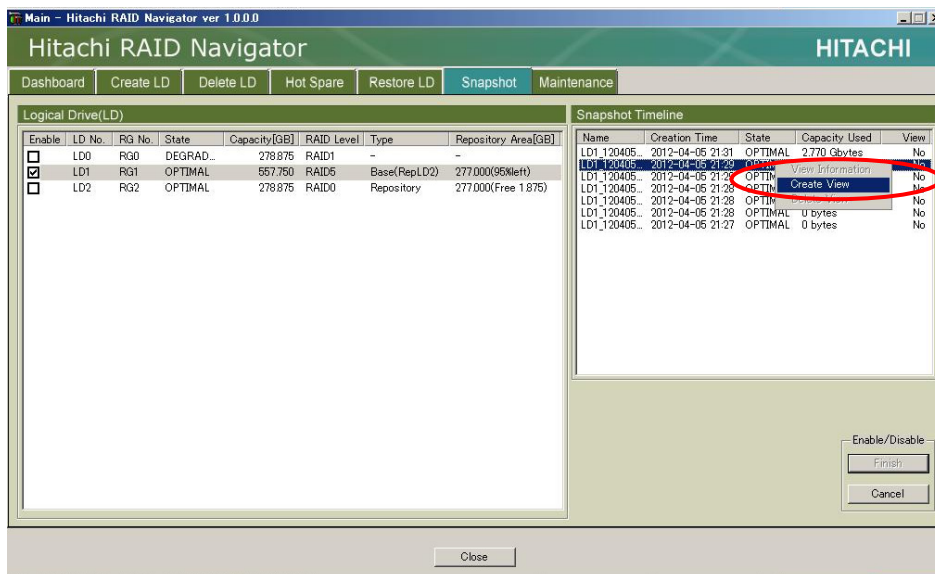 Main - Hitachi RAID Navigator ver 1.0.0.0
Hitachi RAID Navigator HITACHI
Dashboard Create LD Delete LD Hot Spare Restore LD Snapshot Maintenance
Logical Drive(LD)
Enable LD No. RG No. State Capacity[GB] RAID Level Type Repository Area[GB]
LD0 RG0 DEGRAD... 278.875 RAID1 - -
LD1 RG1 OPTIMAL 557.750 RAID5 Base(RepLD2) 277.000(95%left)
LD2 RG2 OPTIMAL 278.875 RAID0 Repository 277.000(Free 1.875)
Snapshot Timeline
Name Creation Time State Capacity Used View
LD1_120405... 2012-04-05 21:31 OPTIMAL 2.770 Gbytes No
LD1_120405... 2012-04-05 21:29 No
LD1_120405... 2012-04-05 OPTIM No
LD1_120405... 2012-04-05 21:28 OPTIM No
LD1_120405... 2012-04-05 21:28 OPTIM No
LD1_120405... 2012-04-05 21:28 OPTIMAL 0 bytes No
LD1_120405... 2012-04-05 21:27 OPTIMAL 0 bytes No
View Information
Create View
Enable/Disable
Finish
Cancel
Close